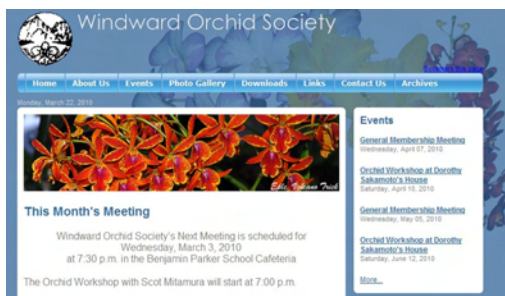 Windward Orchid Society
Home About Us Events Photo Gallery Downloads Links Contact Us Archives
Monday, March 22, 2010
Epic. Volcano Trick
This Month's Meeting
Windward Orchid Society's Next Meeting is scheduled for
Wednesday, March 3, 2010
at 7:30 p.m. in the Benjamin Parker School Cafeteria
The Orchid Workshop with Scot Mitamura will start at 7:00 p.m.
Events
General Membership Meeting
Wednesday, April 07, 2010
Orchid Workshop at Dorothy
Sakamoto's House
Saturday, April 10, 2010
General Membership Meeting
Wednesday, May 05, 2010
Orchid Workshop at Dorothy
Sakamoto's House
Saturday, June 12, 2010
More...